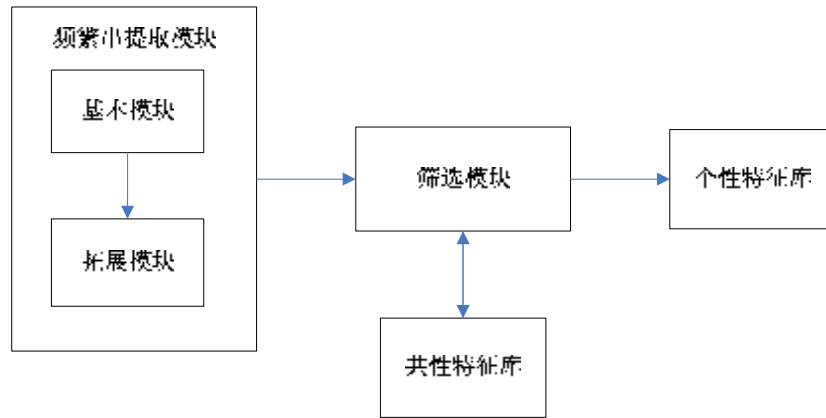 频繁串提取模块
基本模块
拓展模块
筛选模块
个性特征库
共性特征库